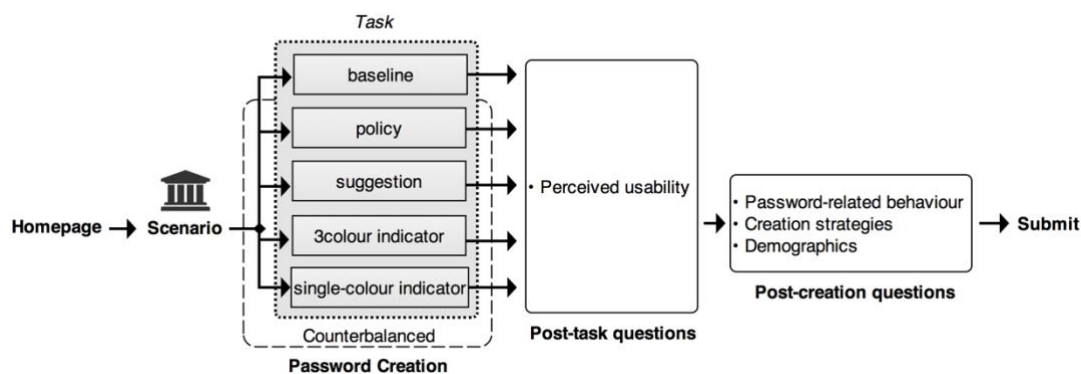 Task
baseline
policy
suggestion
3colour indicator
single-colour indicator
Counterbalanced
Password Creation
Homepage
Scenario
• Perceived usability
Post-task questions
• Password-related behaviour
• Creation strategies
• Demographics
Post-creation questions
Submit